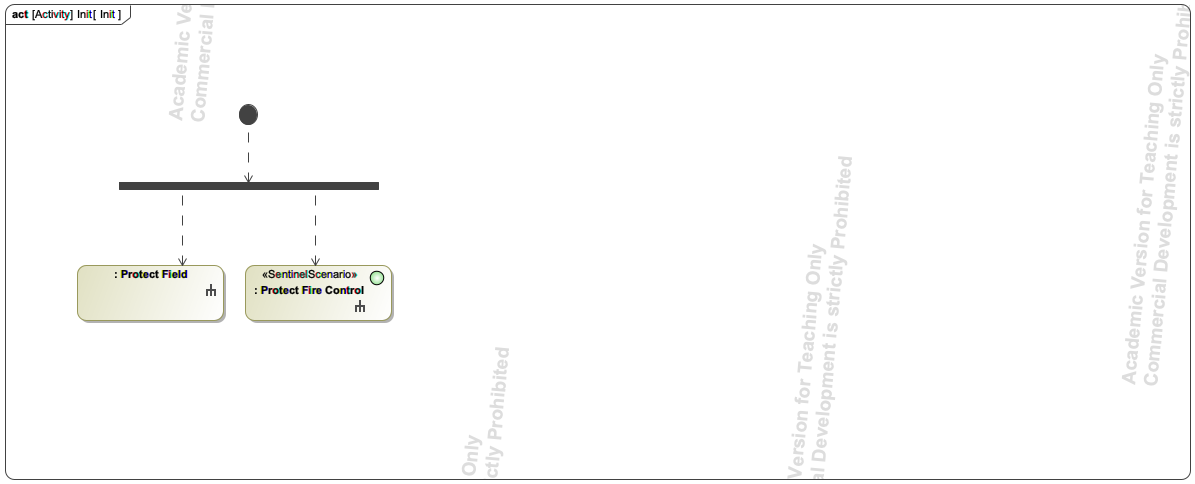 act [Activity] Init[ Init ]
Academic Ve
Commercial
: Protect Field
«SentinelScenario»
: Protect Fire Control
Only
ctly Prohibited
Version for Teaching Only
al Development is strictly Prohibited
Academic Version for Teaching Only
Commercial Development is strictly Prohib